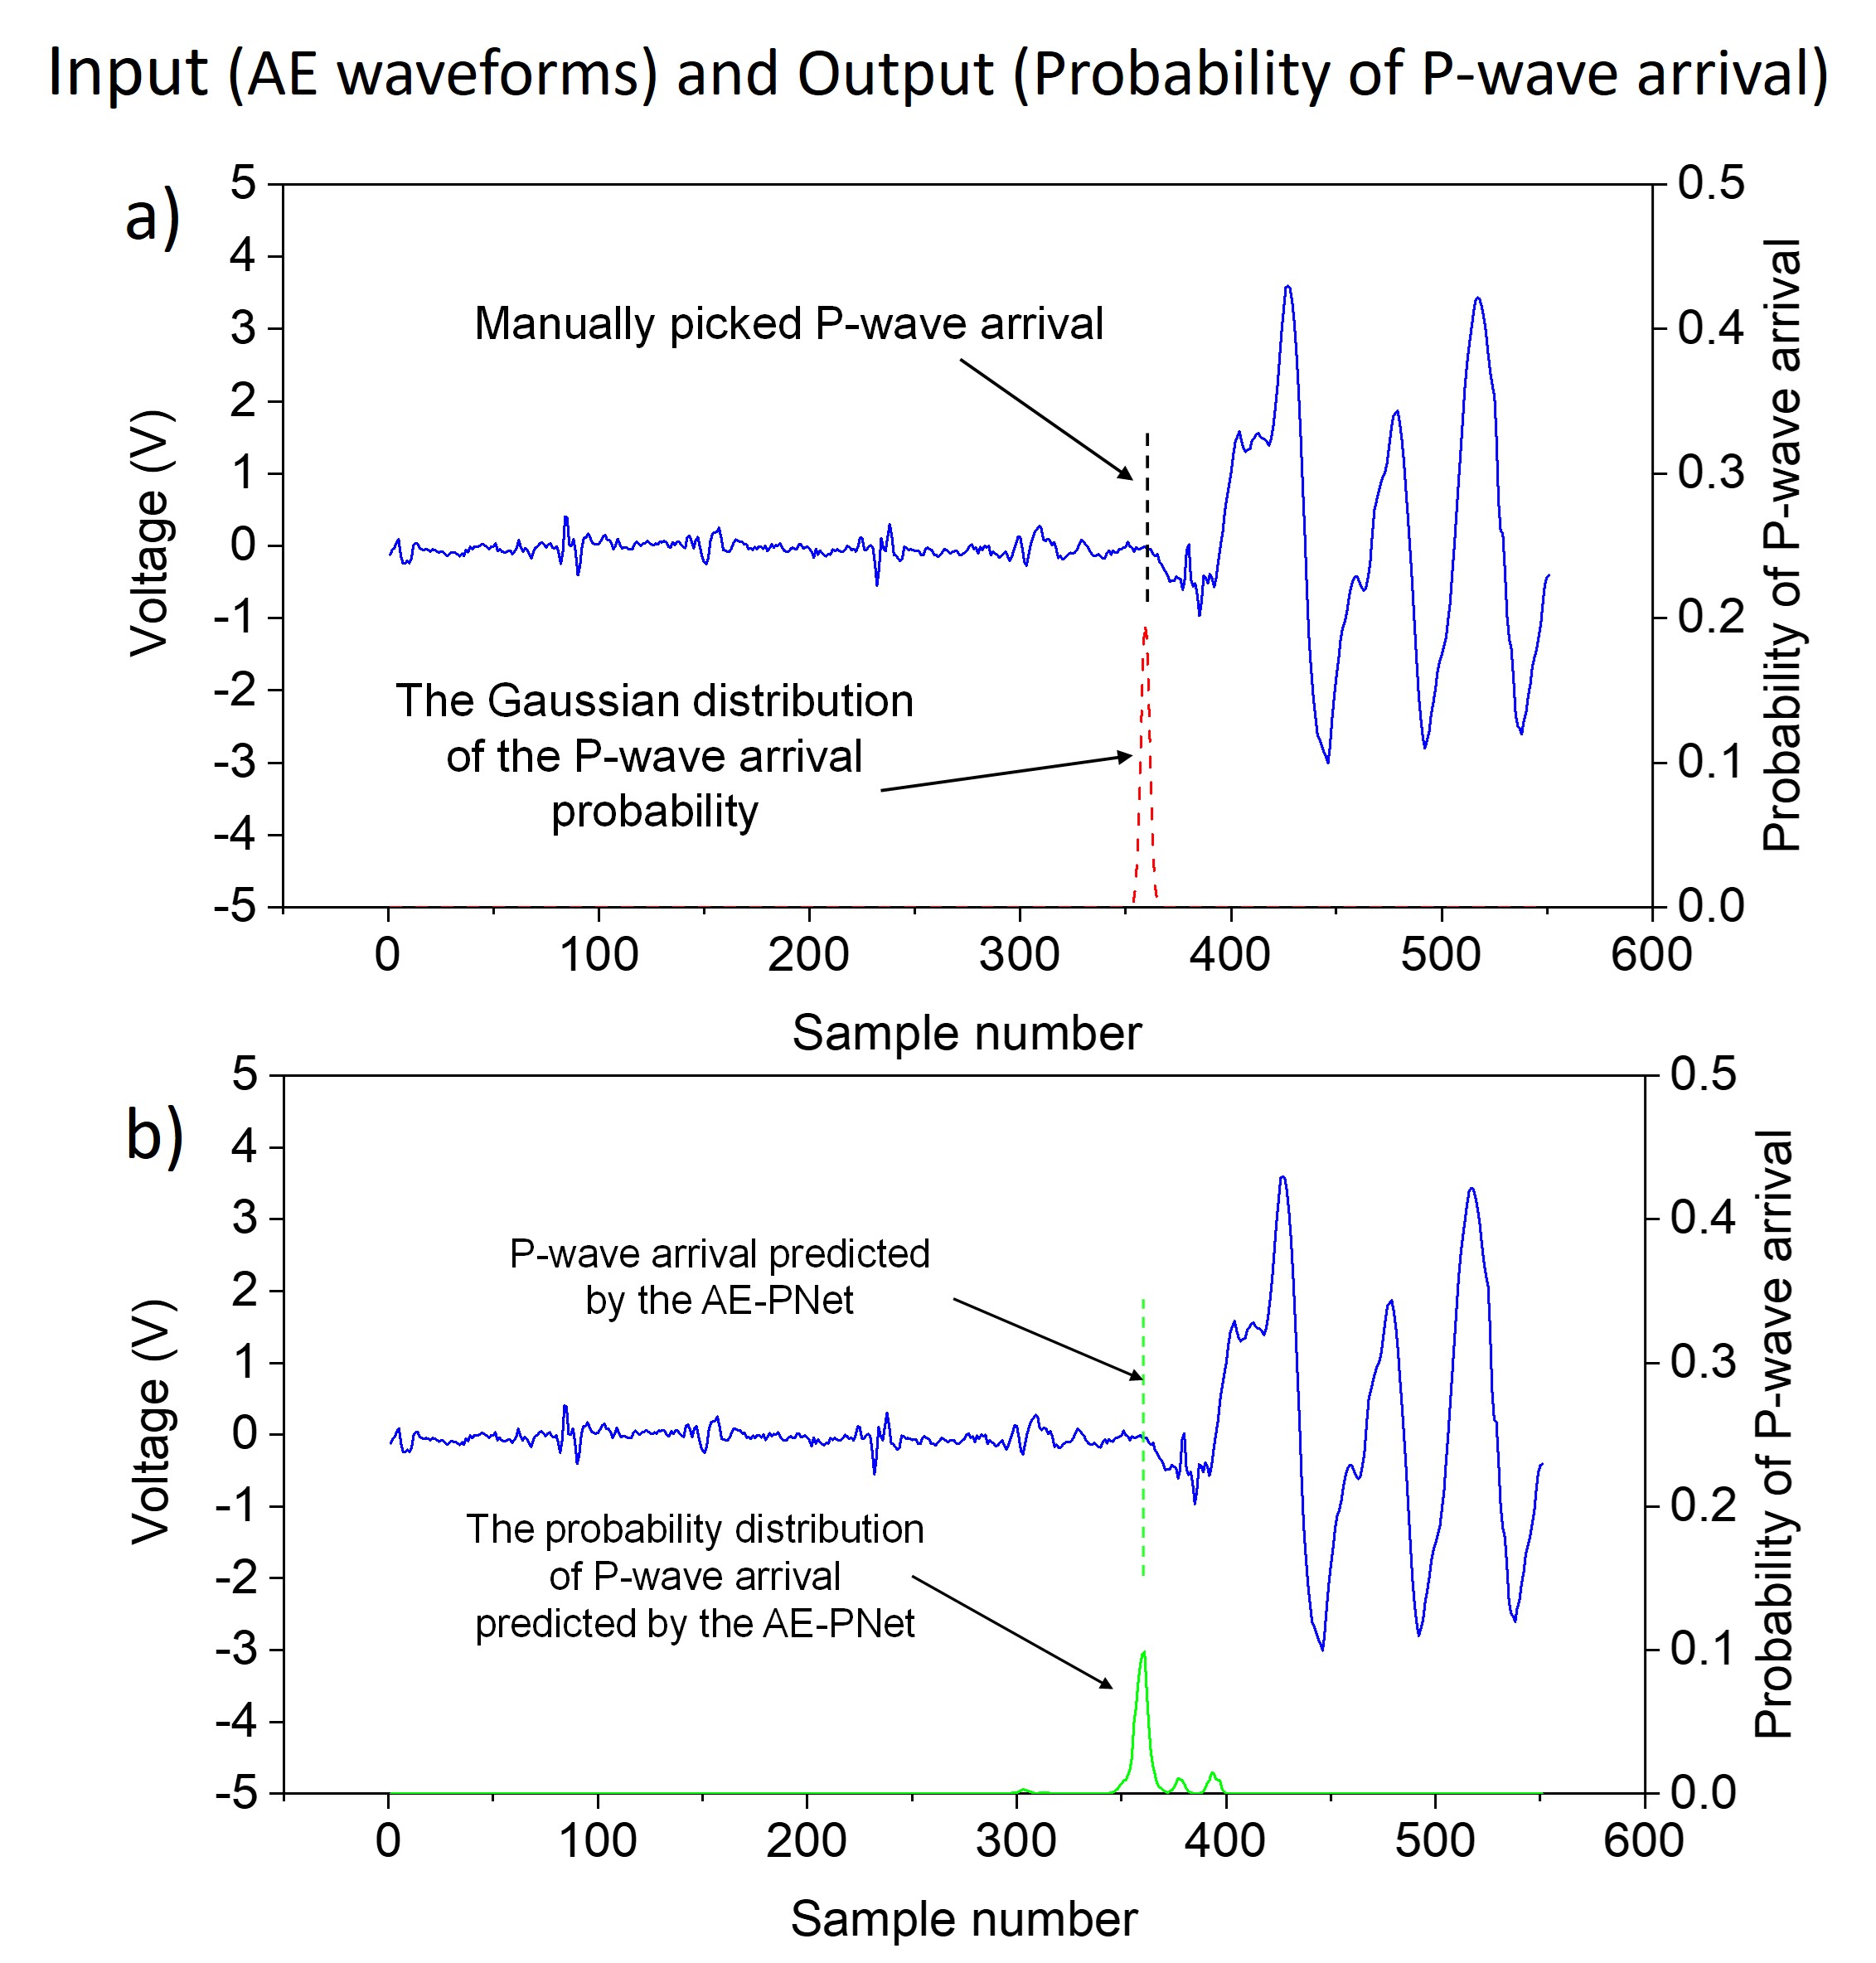 Input (AE waveforms) and Output (Probability of P-wave arrival)
a)
5
4
3
2
1
0
-1
-2
-3
-4
-5
Voltage (V)
Manually picked P-wave arrival
The Gaussian distribution
of the P-wave arrival
probability
0.5
0.4
0.3
0.2
0.1
0.0
Probability of P-wave arrival
0 100 200 300 400 500 600
Sample number
b)
5
4
3
2
1
0
-1
-2
-3
-4
-5
Voltage (V)
P-wave arrival predicted
by the AE-PNet
The probability distribution
of P-wave arrival
predicted by the AE-PNet
0.5
0.4
0.3
0.2
0.1
0.0
Probability of P-wave arrival
0 100 200 300 400 500 600
Sample number